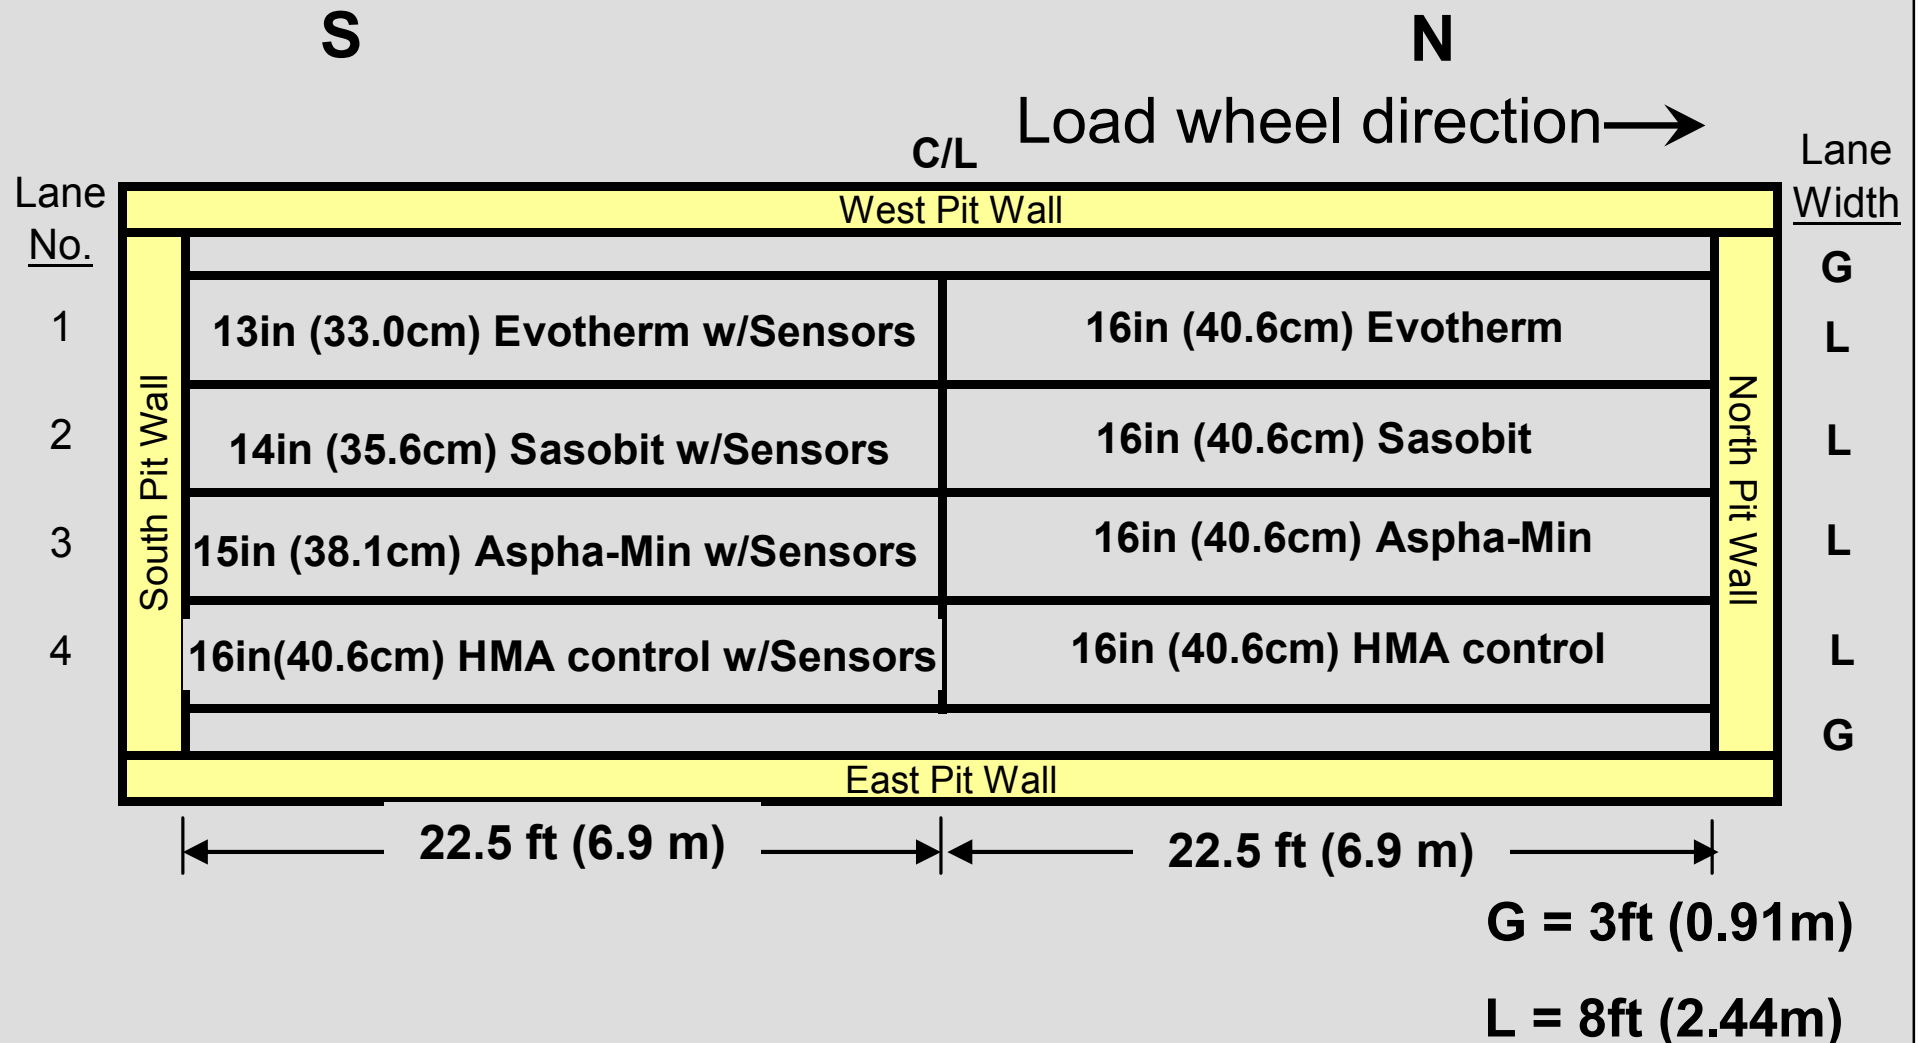 S
N
Load wheel direction
C/L
Lane
Width
Lane
No.
West Pit Wall
G
1
13in (33.0cm) Evotherm w/Sensors
16in (40.6cm) Evotherm
L
2
14in (35.6cm) Sasobit w/Sensors
16in (40.6cm) Sasobit
L
South Pit Wall
North Pit Wall
3
15in (38.1cm) Aspha-Min w/Sensors
16in (40.6cm) Aspha-Min
L
4
16in(40.6cm) HMA control w/Sensors
16in (40.6cm) HMA control
L
G
East Pit Wall
22.5 ft (6.9 m)
22.5 ft (6.9 m)
G = 3ft (0.91m)
L = 8ft (2.44m)